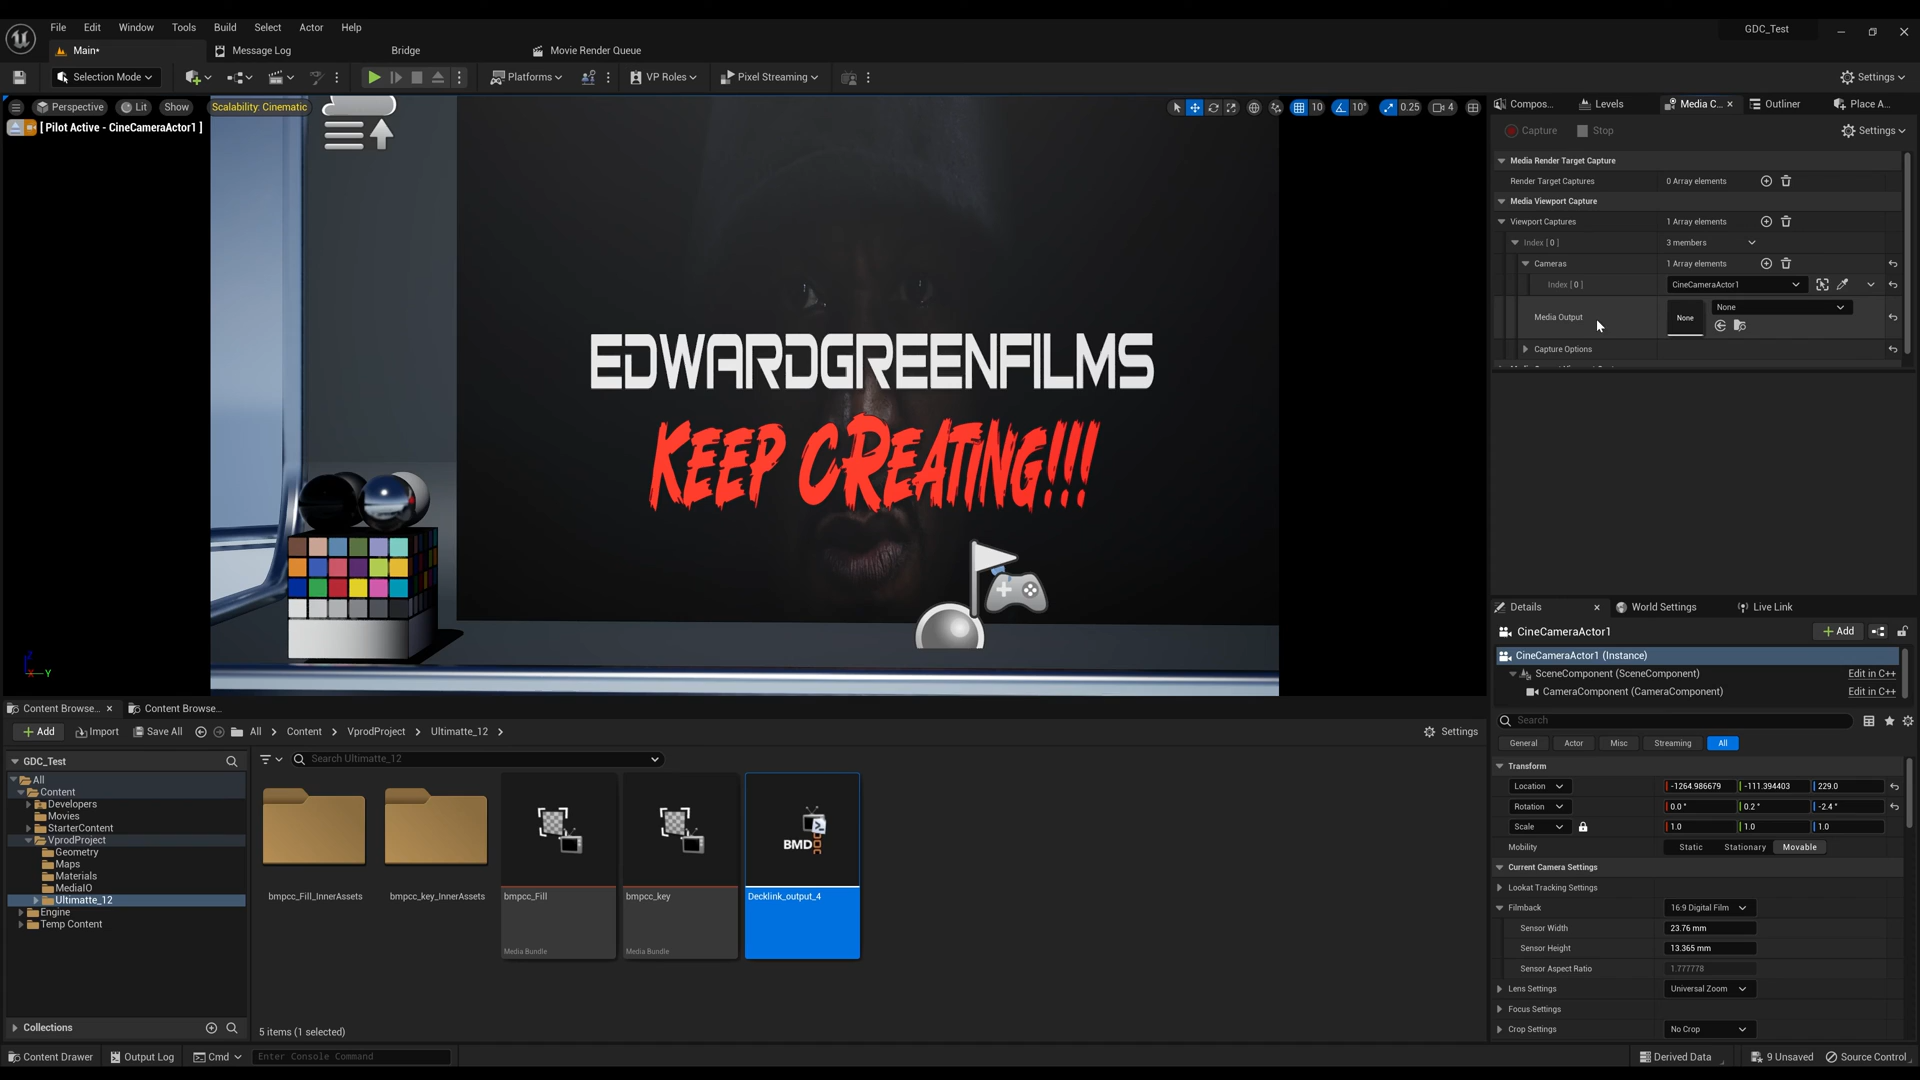 File Edit Window Tools Build Select Actor Help
GDC_Test
Main* Message Log Bridge Movie Render Queue
Selection Mode Platforms VP Roles Pixel Streaming Settings
Perspective Lit Show Scalability: Cinematic 10 10° 0.25 4
[ Pilot Active - CineCameraActor1 ]
EDWARDGREENFILMS
KEEP CREATING!!!
Y
Compos... Levels Media C... Outliner Place A...
Capture Stop Settings
Media Render Target Capture
Render Target Captures 0 Array elements
Media Viewport Capture
Viewport Captures 1 Array elements
Index [ 0 ] 3 members
Cameras 1 Array elements
Index [ 0 ] CineCameraActor1
Media Output None None
Capture Options
Details World Settings Live Link
CineCameraActor1 Add
CineCameraActor1 (Instance)
SceneComponent (SceneComponent) Edit in C++
CameraComponent (CameraComponent) Edit in C++
Search
General Actor Misc Streaming All
Transform
Location -1264.986679 -111.394403 229.0
Rotation 0.0 ° 0.2 ° -2.4 °
Scale 1.0 1.0 1.0
Mobility Static Stationary Movable
Current Camera Settings
Lookat Tracking Settings
Filmback 16:9 Digital Film
Sensor Width 23.76 mm
Sensor Height 13.365 mm
Sensor Aspect Ratio 1.777778
Lens Settings Universal Zoom
Focus Settings
Crop Settings No Crop
Content Browse... Content Browse...
Add Import Save All All Content VprodProject Ultimatte_12 Settings
GDC_Test
All
Content
Developers
Movies
StarterContent
VprodProject
Geometry
Maps
Materials
MediaIO
Ultimatte_12
Engine
Temp Content
Collections
Search Ultimatte_12
BMD
bmpcc_Fill_InnerAssets bmpcc_key_InnerAssets bmpcc_Fill bmpcc_key Decklink_output_4
Media Bundle Media Bundle
5 items (1 selected)
Content Drawer Output Log Cmd Enter Console Command Derived Data 9 Unsaved Source Control